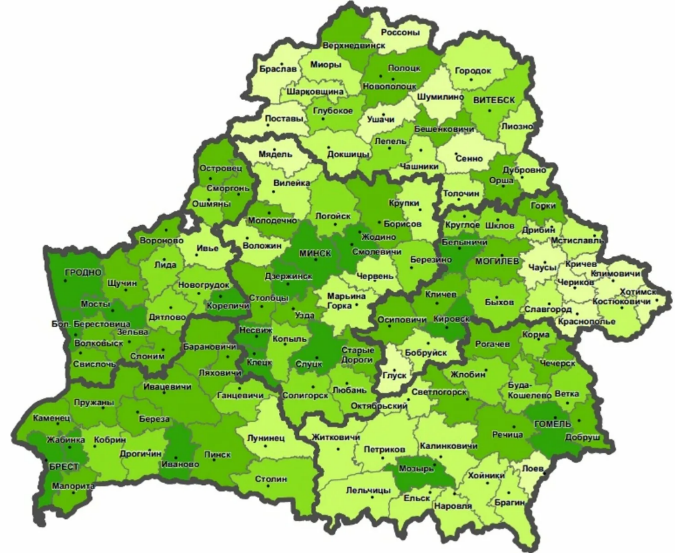 Россоны
Верхнедвинск
Браслав
Миоры
Полоцк
Городок
Новополоцк
Шарковщина
Шумилино
ВИТЕБСК
Глубокое
Поставы
Ушачи
Бешенковичи
Лиозно
Лепель
Мядель
Докшицы
Чашники
Сенно
Дубровно
Островец
Орша
Сморгонь
Вилейка
Толочин
Ошмяны
Крупки
Горки
Молодечно
Логойск
Борисов
Круглое
Шклов
Дрибин
Мстиславль
Вороново
Жодино
Белыничи
Ивье
Воложин
МИНСК
Смолевичи
Березино
МОГИЛЕВ
Чаусы
Кричев
Климовичи
ГРОДНО
Лида
Червень
Чериков
Хотимск
Щучин
Дзержинск
Новогрудок
Марьина
Горка
Кличев
Быхов
Костюковичи
Мосты
Кореличи
Столбцы
Славгород
Краснополье
Дятлово
Узда
Осиповичи
Кировск
Бол. Берестовица
Зельва
Несвиж
Копыль
Волковыск
Слоним
Барановичи
Старые
Дороги
Бобруйск
Рогачев
Корма
Свислочь
Клецк
Слуцк
Глуск
Чечерск
Ляховичи
Жлобин
Ивацевичи
Любань
Буда-
Кошелево
Ветка
Ганцевичи
Солигорск
Светлогорск
Пружаны
Октябрьский
Каменец
Береза
ГОМЕЛЬ
Жабинка
Кобрин
Лунинец
Житковичи
Речица
Добруш
Калинковичи
БРЕСТ
Дрогичин
Иваново
Пинск
Петриков
Мозырь
Лоев
Малорита
Столин
Хойники
Лельчицы
Ельск
Наровля
Брагин